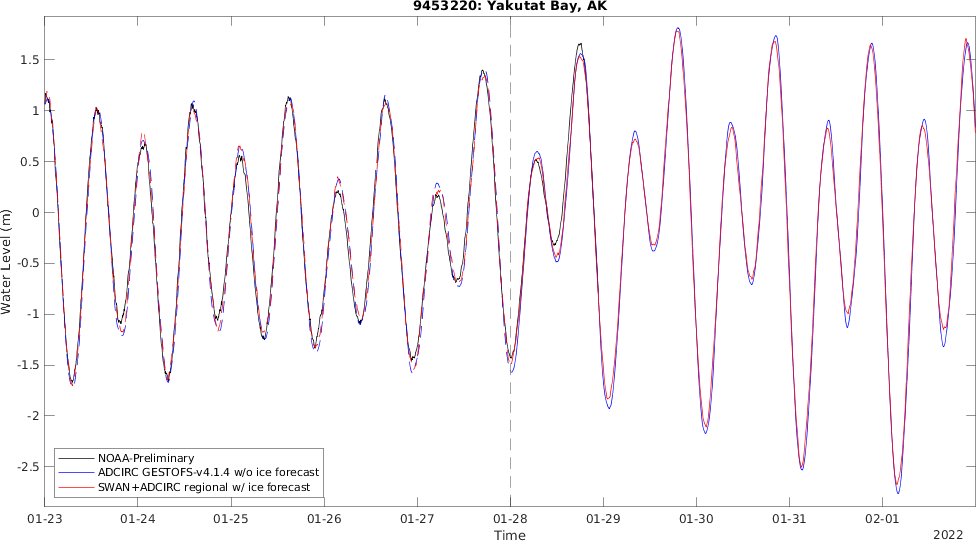 9453220: Yakutat Bay, AK
Water Level (m)
1.5
1
0.5
0
-0.5
-1
-1.5
-2
-2.5
NOAA-Preliminary
ADCIRC GESTOFS-v4.1.4 w/o ice forecast
SWAN+ADCIRC regional w/ ice forecast
01-23 01-24 01-25 01-26 01-27 01-28 01-29 01-30 01-31 02-01
Time
2022